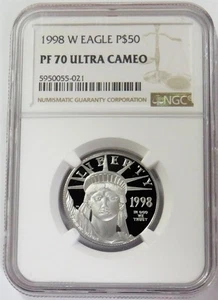 1998 W EAGLE P$50
PF 70 ULTRA CAMEO
5950055-021
NUMISMATIC GUARANTY CORPORATION
NGC
LIBERTY
1998
IN GOD
WE
TRUST